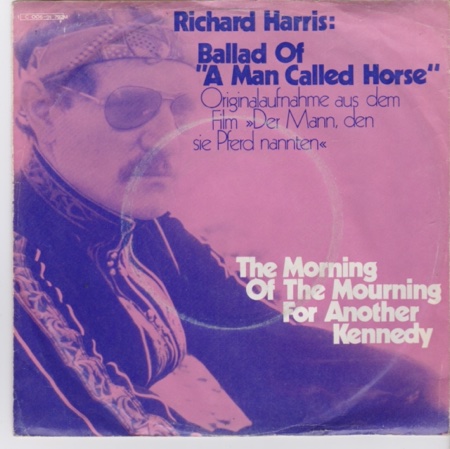 Richard Harris:
Ballad Of
"A Man Called Horse"
Originalaufnahme aus dem
Film »Der Mann, den
sie Pferd nannten«
The Morning
Of The Mourning
For Another
Kennedy